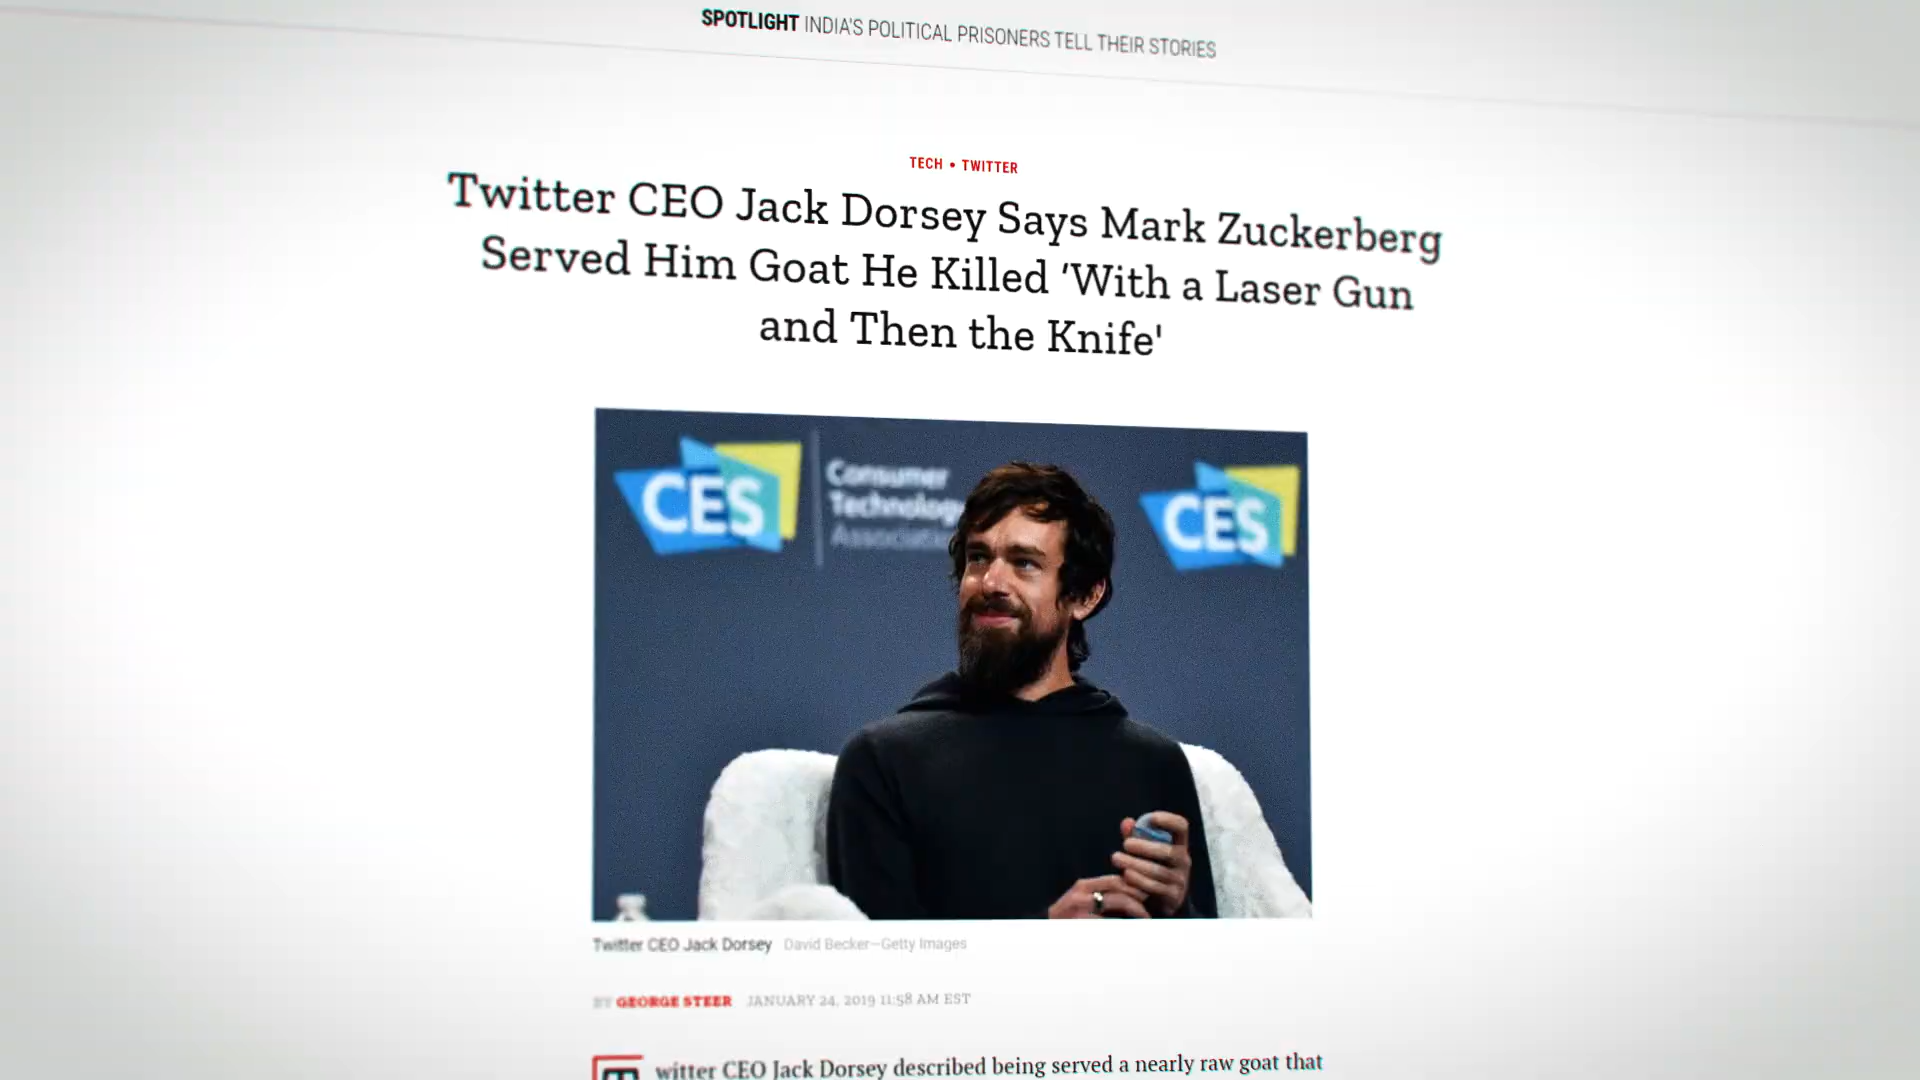 SPOTLIGHT INDIA'S POLITICAL PRISONERS TELL THEIR STORIES
TECH • TWITTER
Twitter CEO Jack Dorsey Says Mark Zuckerberg
Served Him Goat He Killed ‘With a Laser Gun
and Then the Knife'
CES
Consumer
Technology
Association
CES
Twitter CEO Jack Dorsey David Becker—Getty Images
BY GEORGE STEER JANUARY 24, 2019 11:58 AM EST
Twitter CEO Jack Dorsey described being served a nearly raw goat that